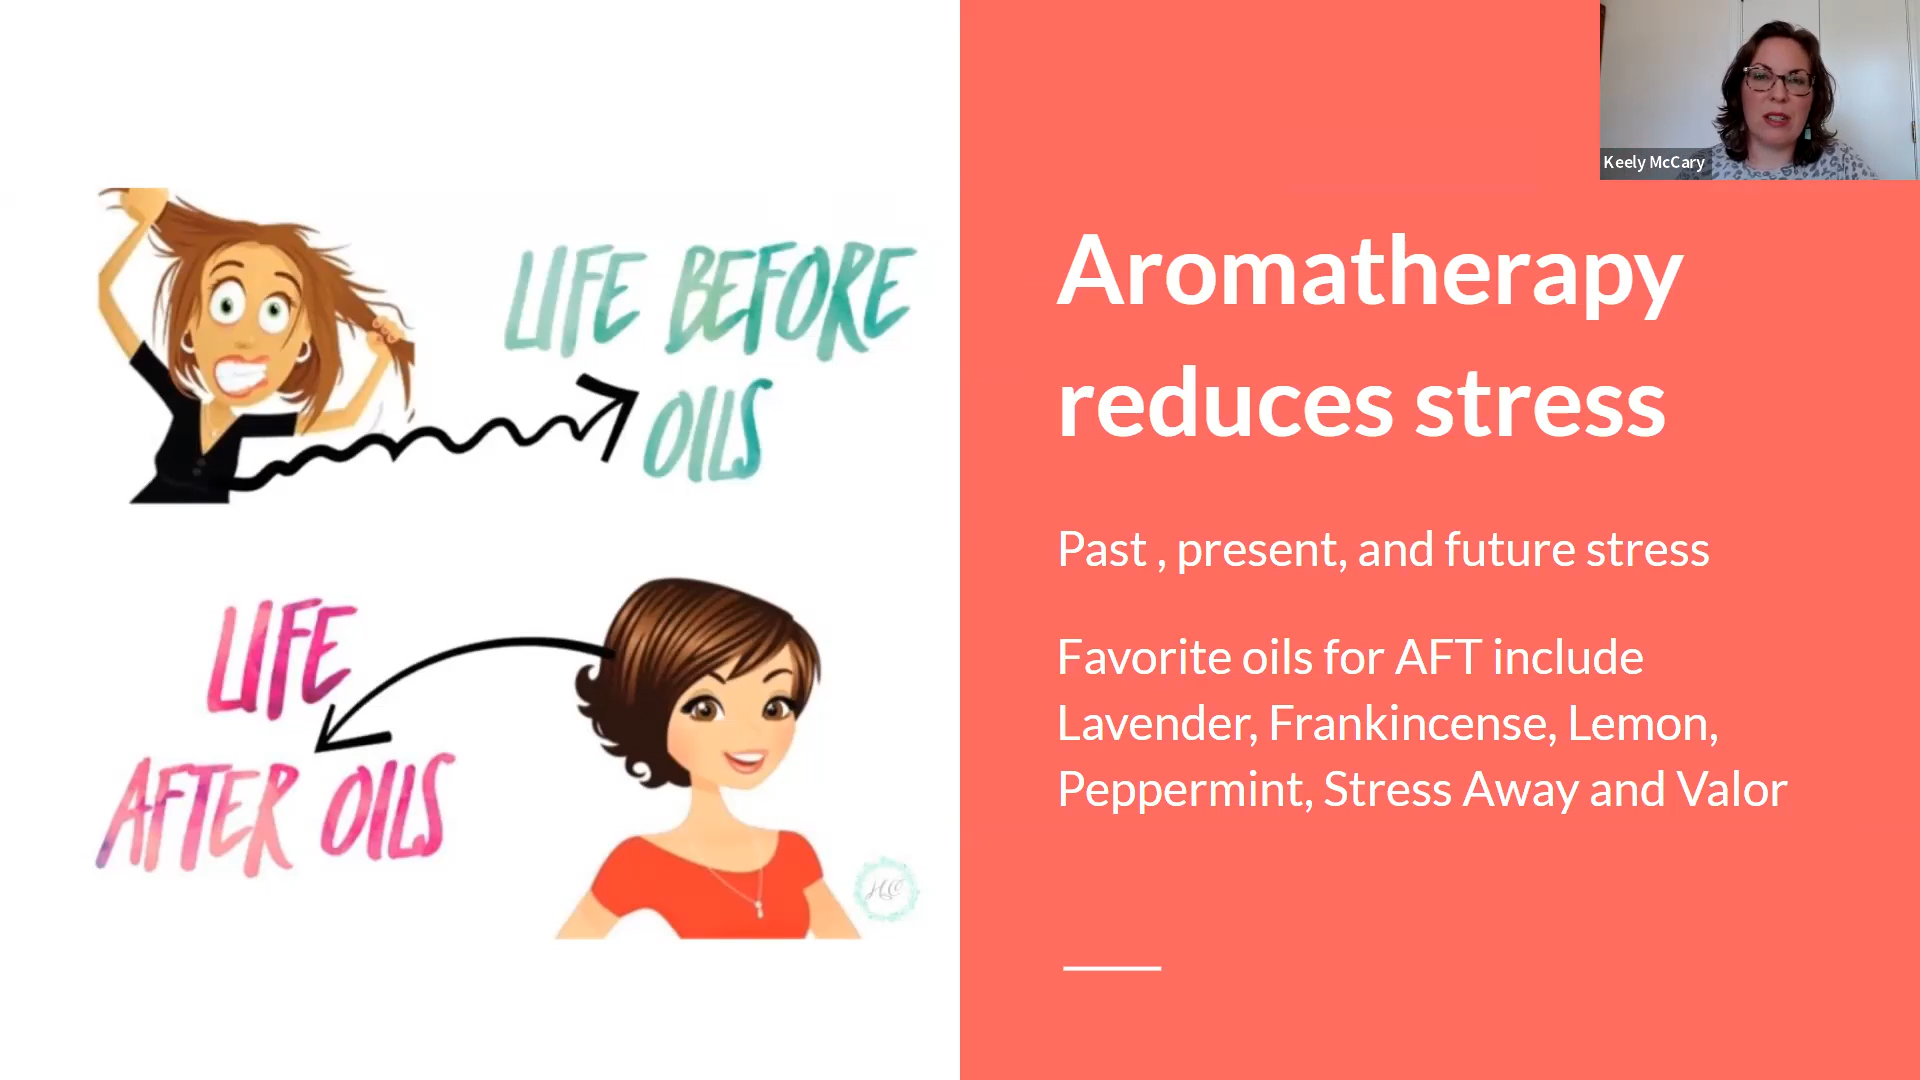 Keely McCary
LIFE BEFORE
OILS
LIFE
AFTER OILS
Aromatherapy
reduces stress
Past , present, and future stress
Favorite oils for AFT include
Lavender, Frankincense, Lemon,
Peppermint, Stress Away and Valor